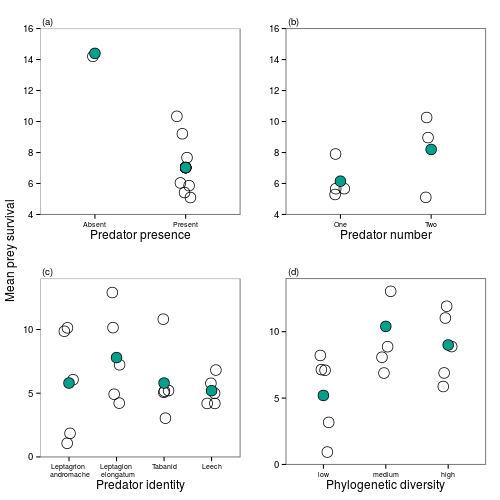 (a)
16
14
12
10
8
6
4
Absent
Present
Predator presence
(b)
16
14
12
10
8
6
4
One
Two
Predator number
Mean prey survival
(c)
10
5
0
Leptagrion
andromache
Leptagion
elongatum
Tabanid
Leech
Predator identity
(d)
10
5
0
low
medium
high
Phylogenetic diversity